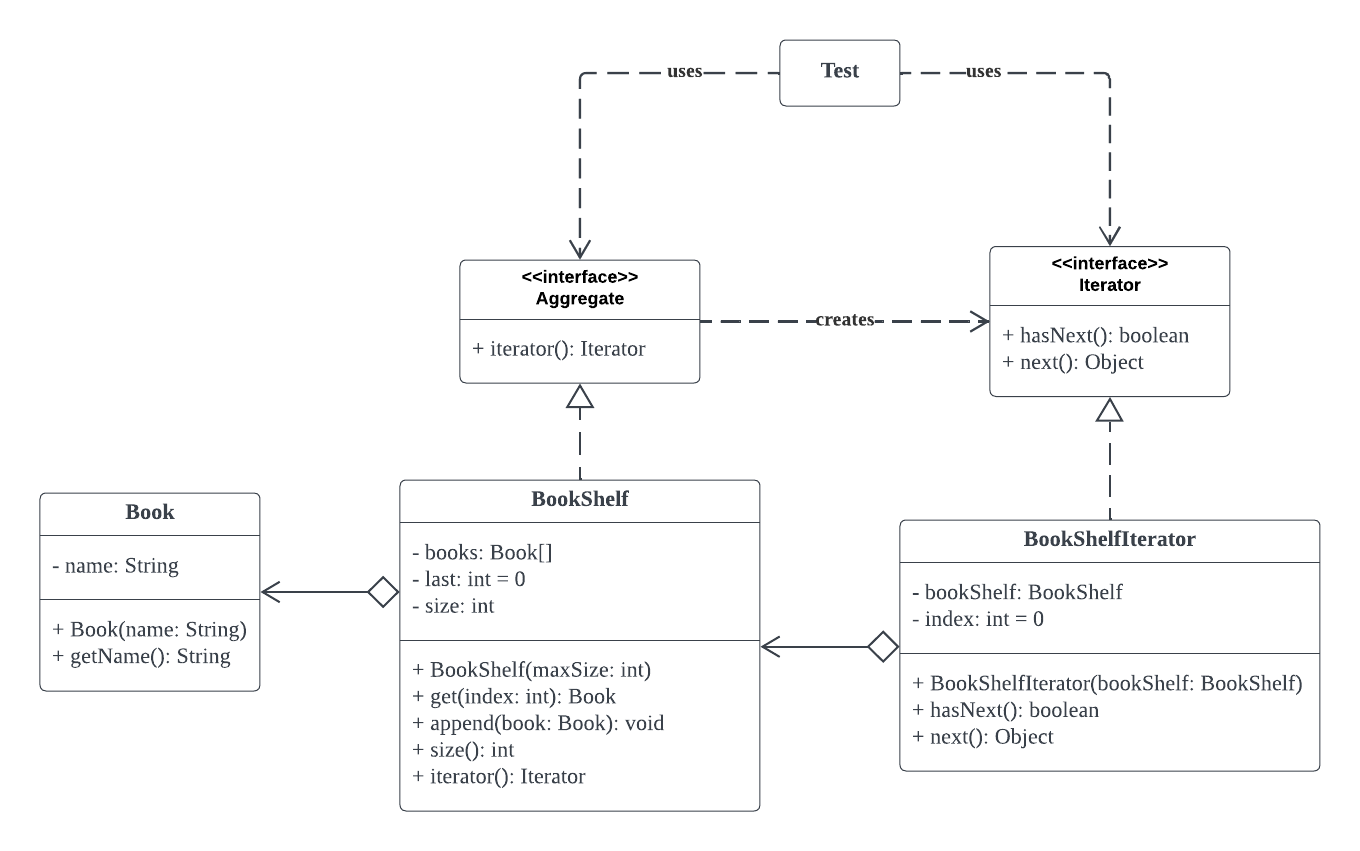 Test
uses
uses
<<interface>>
Aggregate
+ iterator(): Iterator
creates
<<interface>>
Iterator
+ hasNext(): boolean
+ next(): Object
Book
- name: String
+ Book(name: String)
+ getName(): String
BookShelf
- books: Book[]
- last: int = 0
- size: int
+ BookShelf(maxSize: int)
+ get(index: int): Book
+ append(book: Book): void
+ size(): int
+ iterator(): Iterator
BookShelfIterator
- bookShelf: BookShelf
- index: int = 0
+ BookShelfIterator(bookShelf: BookShelf)
+ hasNext(): boolean
+ next(): Object